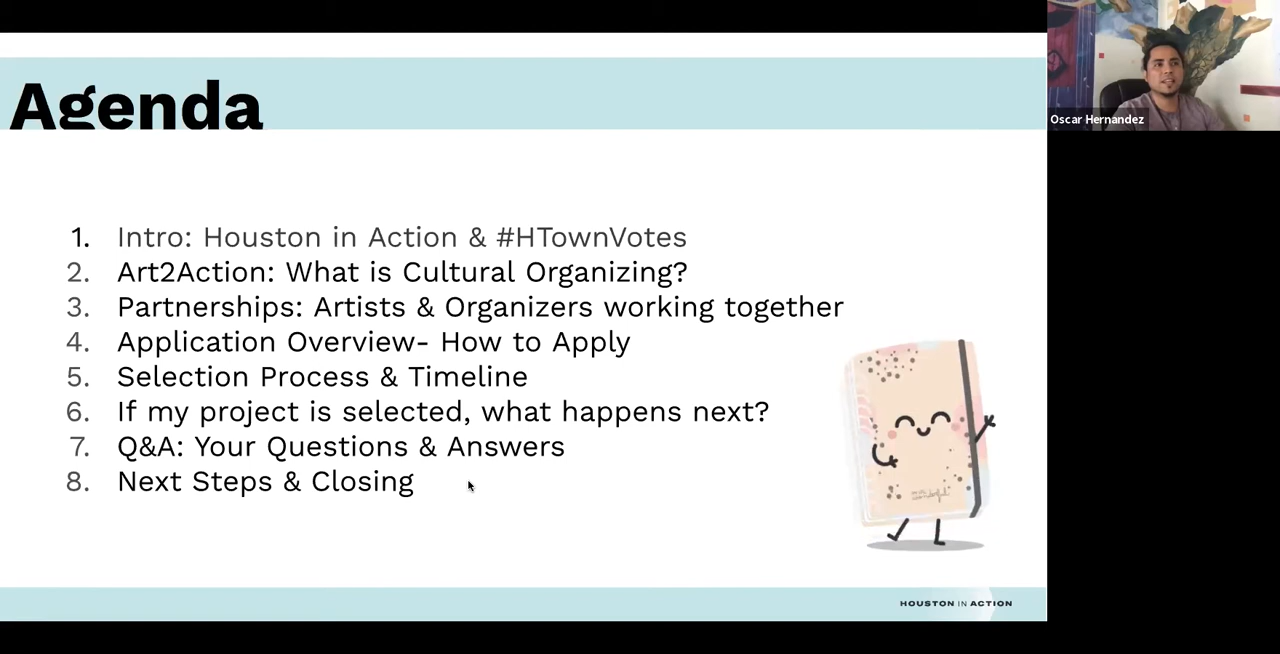 Agenda
1. Intro: Houston in Action & #HTownVotes
2. Art2Action: What is Cultural Organizing?
3. Partnerships: Artists & Organizers working together
4. Application Overview- How to Apply
5. Selection Process & Timeline
6. If my project is selected, what happens next?
7. Q&A: Your Questions & Answers
8. Next Steps & Closing
HOUSTON IN ACTION
Oscar Hernandez